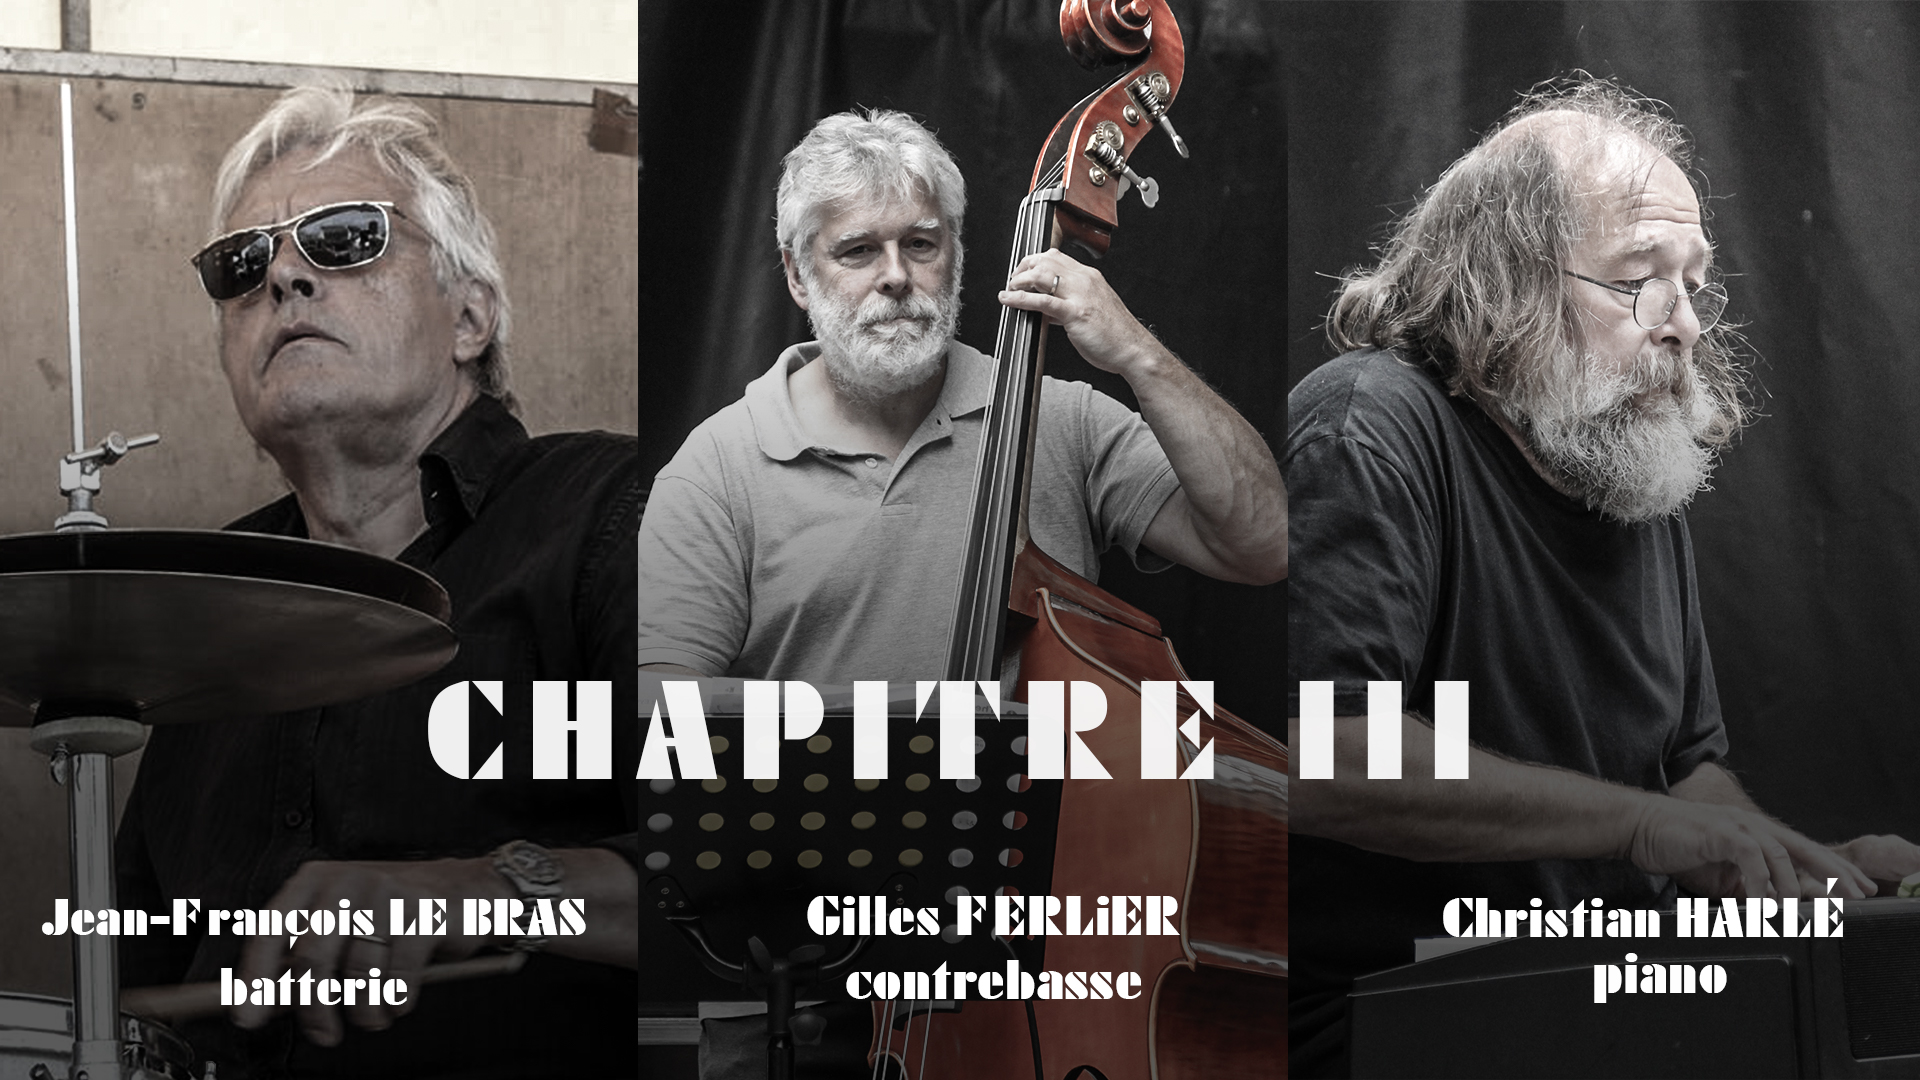 CHAPITRE III
Jean-François LE BRAS
batterie
Gilles FERLiER
contrebasse
Christian HARLÉ
piano